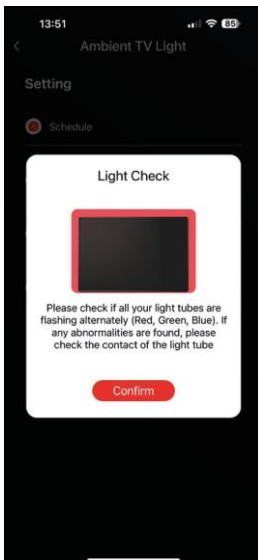 13:51
85
Ambient TV Light
Setting
Schedule
Light Check
Please check if all your light tubes are
flashing alternately (Red, Green, Blue). If
any abnormalities are found, please
check the contact of the light tube
Confirm